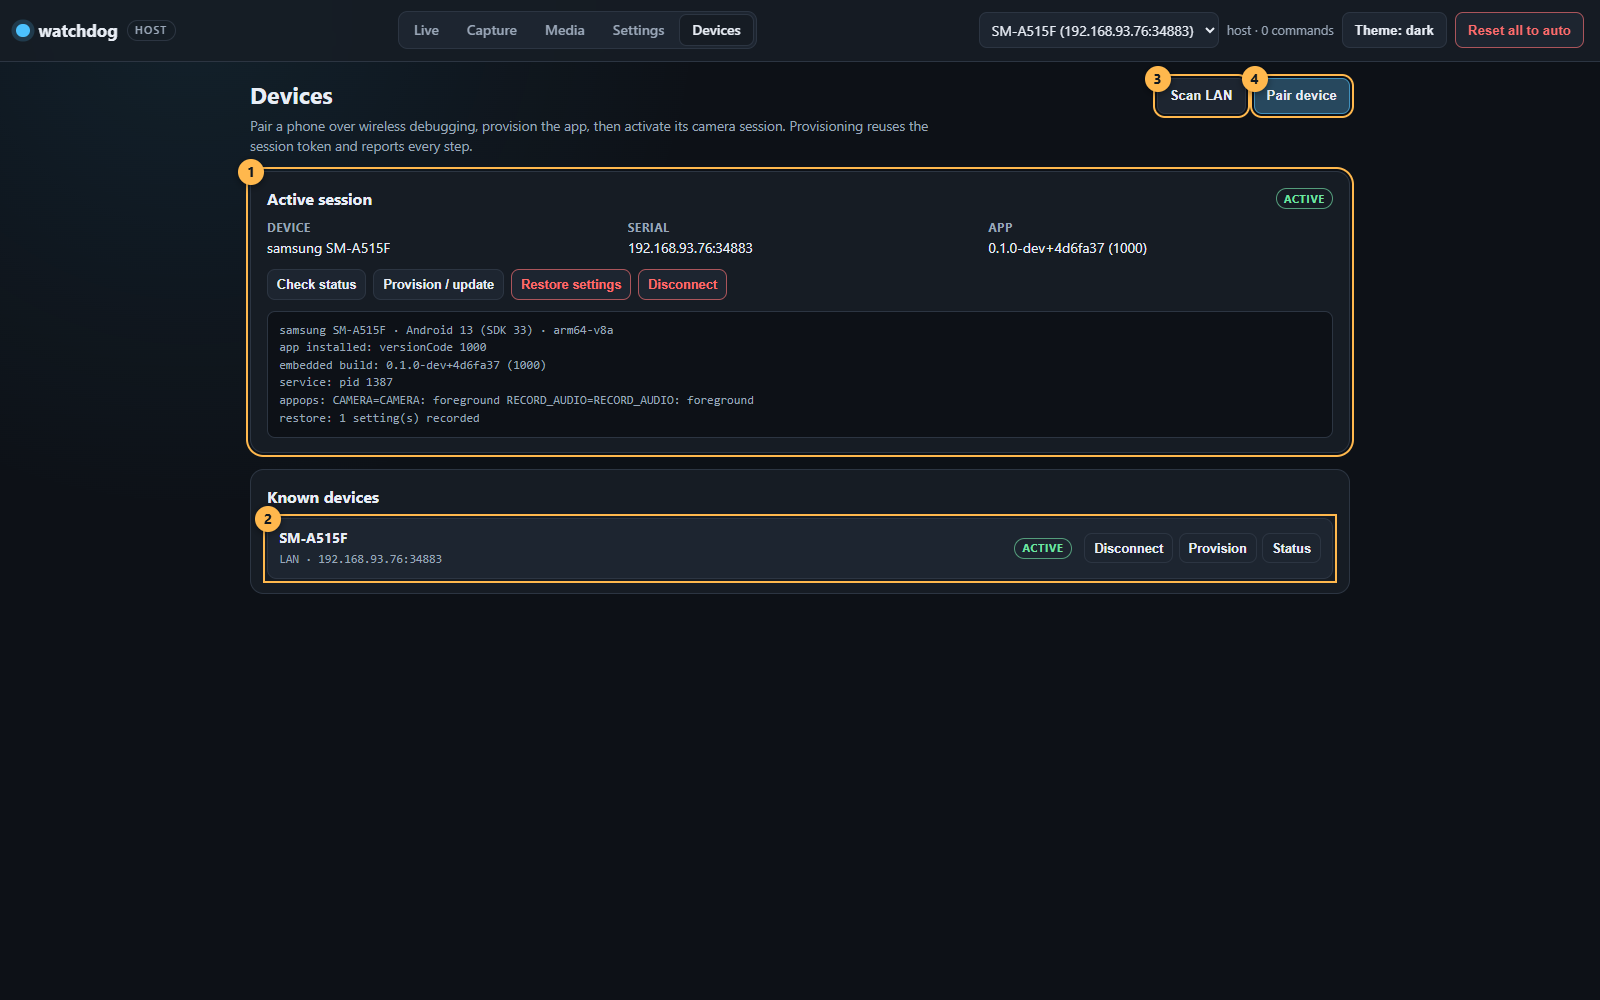 watchdog HOST
Live Capture Media Settings Devices
SM-A515F (192.168.93.76:34883) host · 0 commands Theme: dark Reset all to auto
Devices
3 Scan LAN 4 Pair device
Pair a phone over wireless debugging, provision the app, then activate its camera session. Provisioning reuses the
session token and reports every step.
1
Active session ACTIVE
DEVICE SERIAL APP
samsung SM-A515F 192.168.93.76:34883 0.1.0-dev+4d6fa37 (1000)
Check status Provision / update Restore settings Disconnect
samsung SM-A515F · Android 13 (SDK 33) · arm64-v8a
app installed: versionCode 1000
embedded build: 0.1.0-dev+4d6fa37 (1000)
service: pid 1387
appops: CAMERA=CAMERA: foreground RECORD_AUDIO=RECORD_AUDIO: foreground
restore: 1 setting(s) recorded
Known devices
2
SM-A515F
LAN · 192.168.93.76:34883
ACTIVE Disconnect Provision Status